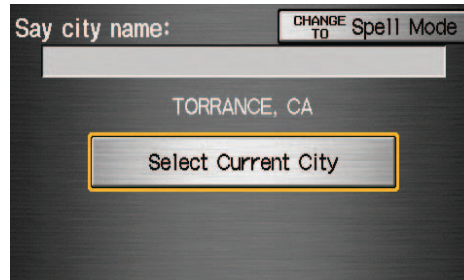 Say city name:
CHANGE TO Spell Mode
TORRANCE, CA
Select Current City